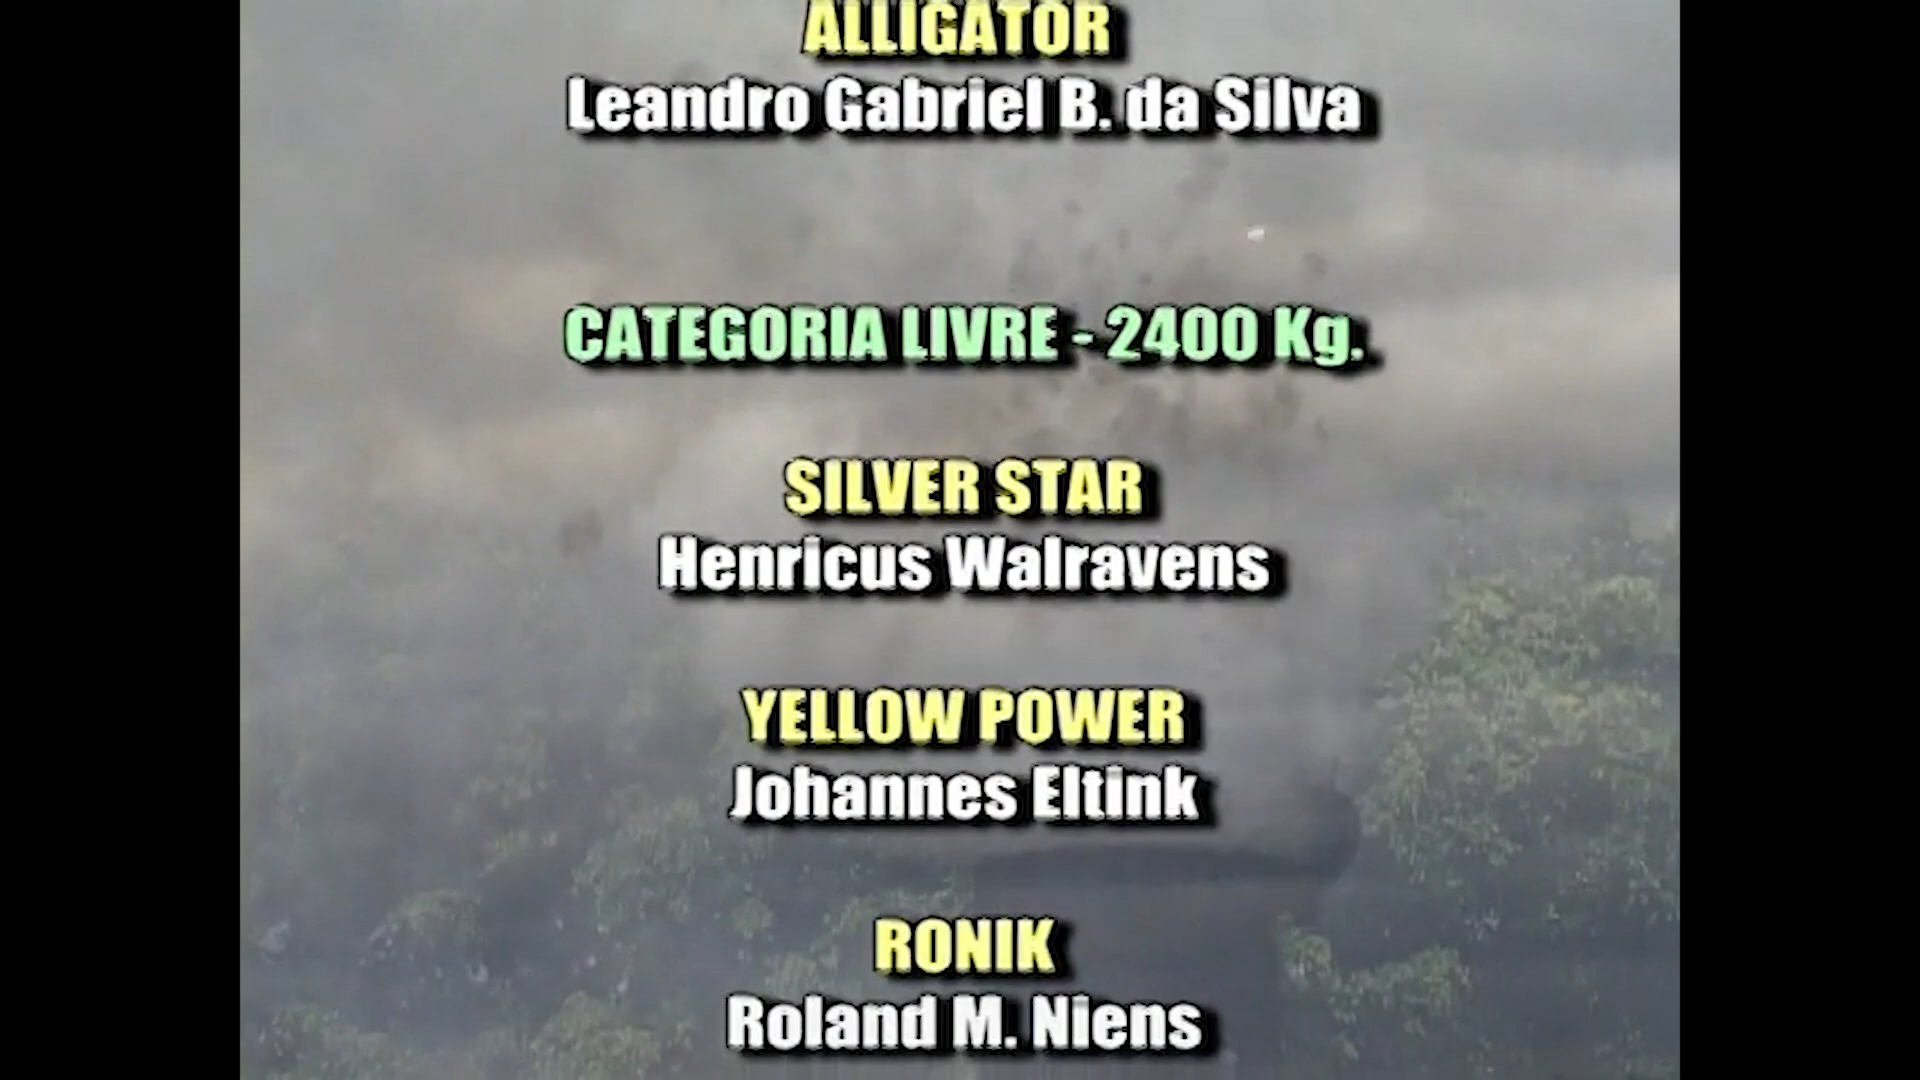 ALLIGATOR
Leandro Gabriel B. da Silva
CATEGORIA LIVRE - 2400 Kg.
SILVER STAR
Henricus Walravens
YELLOW POWER
Johannes Eltink
RONIK
Roland M. Niens